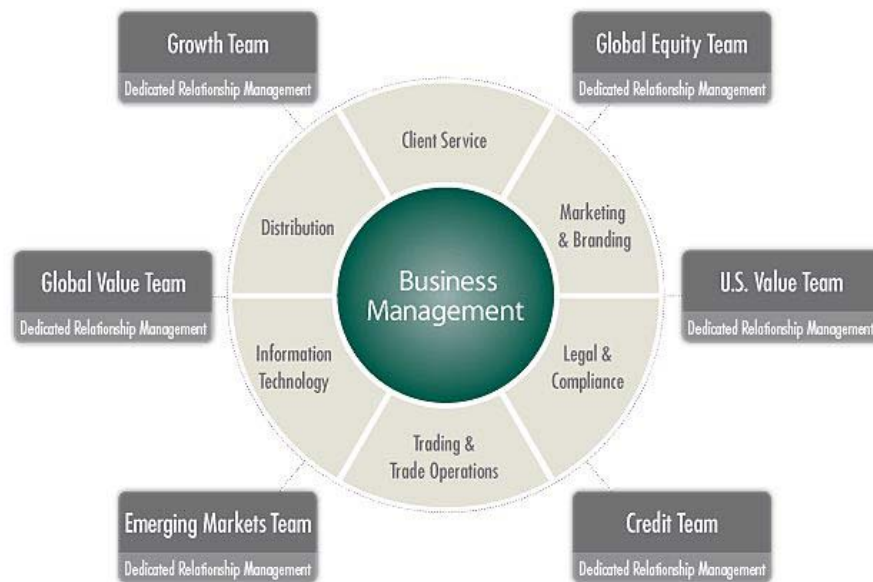 Growth Team
Dedicated Relationship Management
Global Equity Team
Dedicated Relationship Management
Client Service
Distribution
Marketing
& Branding
Global Value Team
Dedicated Relationship Management
Business
Management
U.S. Value Team
Dedicated Relationship Management
Information
Technology
Legal &
Compliance
Trading &
Trade Operations
Emerging Markets Team
Dedicated Relationship Management
Credit Team
Dedicated Relationship Management